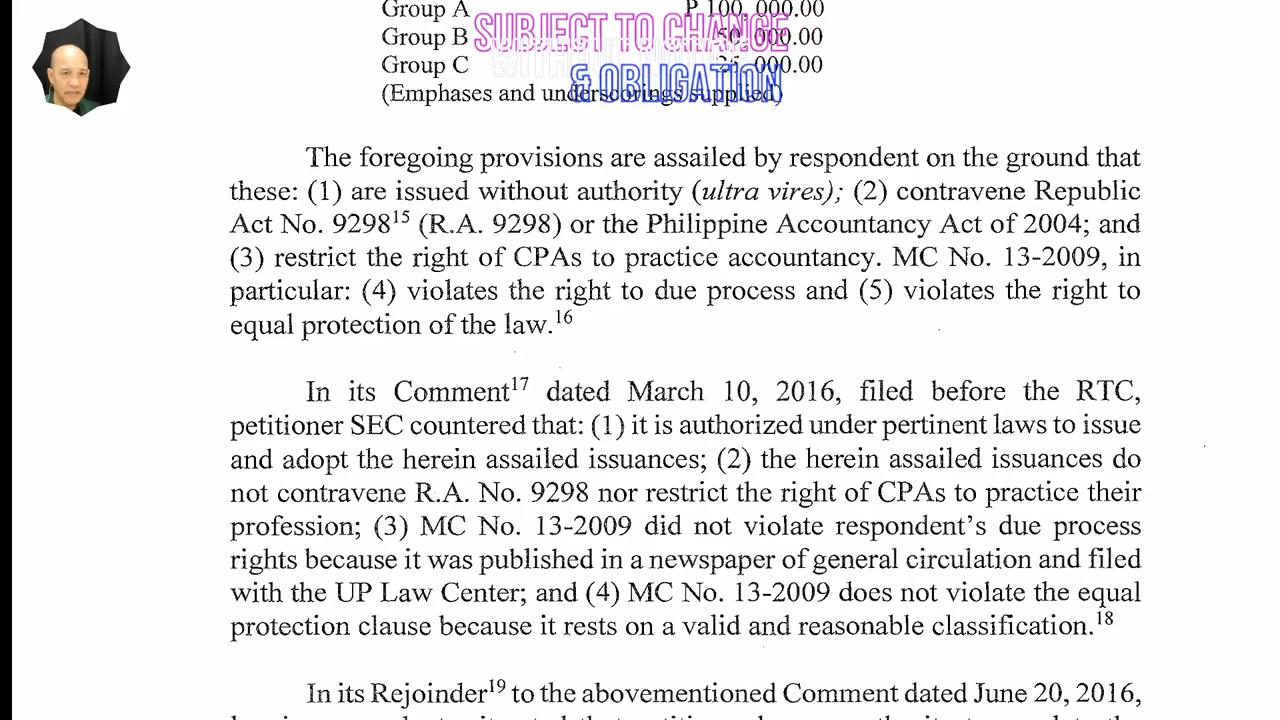 Group A P 100, 000.00
SUBJECT TO CHANGE
Group B 000.00
WITHOUT
Group C 000.00
& OBLIGATION
(Emphases and underscorings supplied)
The foregoing provisions are assailed by respondent on the ground that
these: (1) are issued without authority (ultra vires); (2) contravene Republic
Act No. 929815 (R.A. 9298) or the Philippine Accountancy Act of 2004; and
(3) restrict the right of CPAs to practice accountancy. MC No. 13-2009, in
particular: (4) violates the right to due process and (5) violates the right to
equal protection of the law.16
In its Comment17 dated March 10, 2016, filed before the RTC,
petitioner SEC countered that: (1) it is authorized under pertinent laws to issue
and adopt the herein assailed issuances; (2) the herein assailed issuances do
not contravene R.A. No. 9298 nor restrict the right of CPAs to practice their
profession; (3) MC No. 13-2009 did not violate respondent's due process
rights because it was published in a newspaper of general circulation and filed
with the UP Law Center; and (4) MC No. 13-2009 does not violate the equal
protection clause because it rests on a valid and reasonable classification.18
In its Rejoinder19 to the abovementioned Comment dated June 20, 2016,